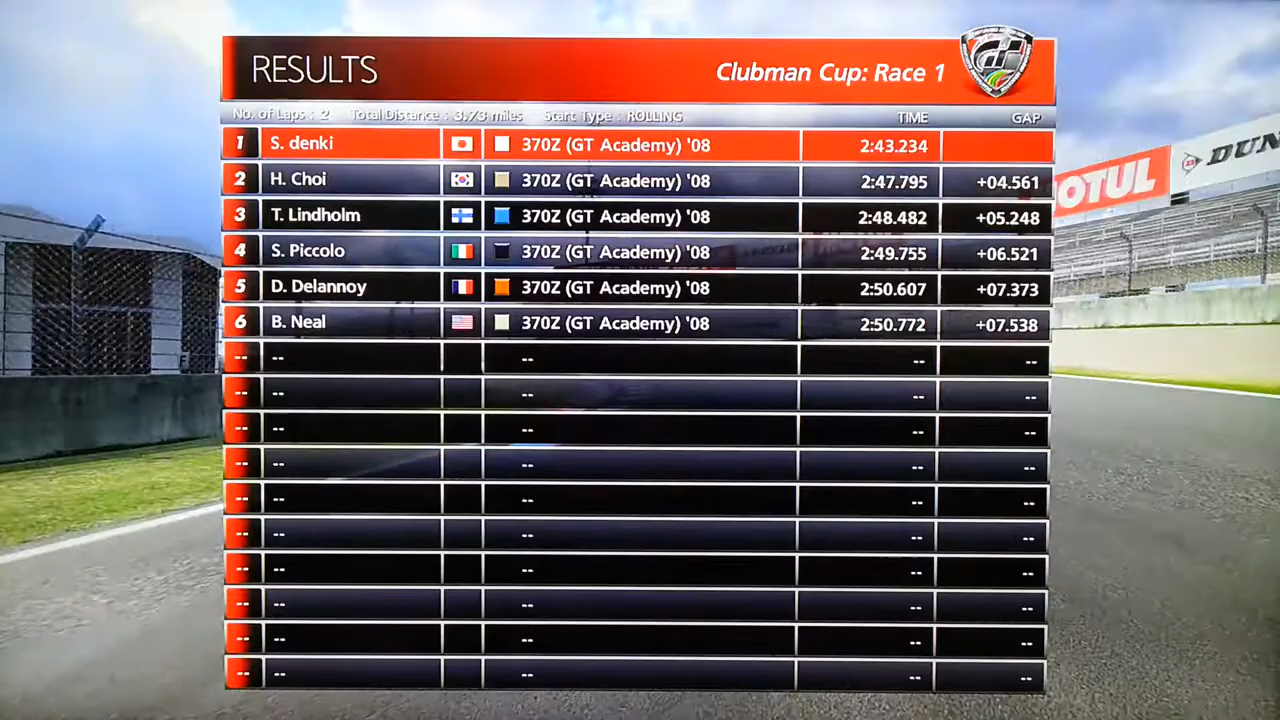 RESULTS
Clubman Cup: Race 1
No. of Laps : 2 Total Distance : 3.73 miles Start Type : ROLLING TIME GAP
1 S. denki 370Z (GT Academy) '08 2:43.234
2 H. Choi 370Z (GT Academy) '08 2:47.795 +04.561
3 T. Lindholm 370Z (GT Academy) '08 2:48.482 +05.248
4 S. Piccolo 370Z (GT Academy) '08 2:49.755 +06.521
5 D. Delannoy 370Z (GT Academy) '08 2:50.607 +07.373
6 B. Neal 370Z (GT Academy) '08 2:50.772 +07.538
-- -- -- -- --
-- -- -- -- --
-- -- -- -- --
-- -- -- -- --
-- -- -- -- --
-- -- -- -- --
-- -- -- -- --
-- -- -- -- --
-- -- -- -- --
-- -- -- -- --
OTUL
DUN